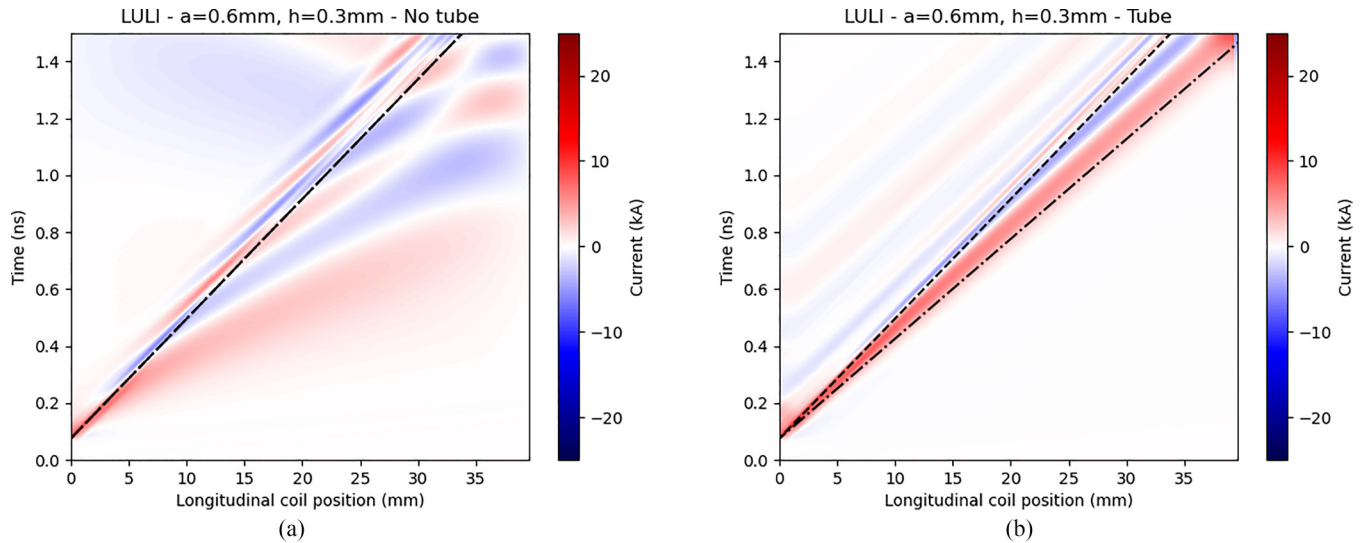 LULI - a=0.6mm, h=0.3mm - No tube
1.4
1.2
1.0
0.8
0.6
0.4
0.2
0.0
Time (ns)
0 5 10 15 20 25 30 35
Longitudinal coil position (mm)
20
10
0
−10
−20
Current (kA)
(a)
LULI - a=0.6mm, h=0.3mm - Tube
1.4
1.2
1.0
0.8
0.6
0.4
0.2
0.0
Time (ns)
0 5 10 15 20 25 30 35
Longitudinal coil position (mm)
20
10
0
−10
−20
Current (kA)
(b)